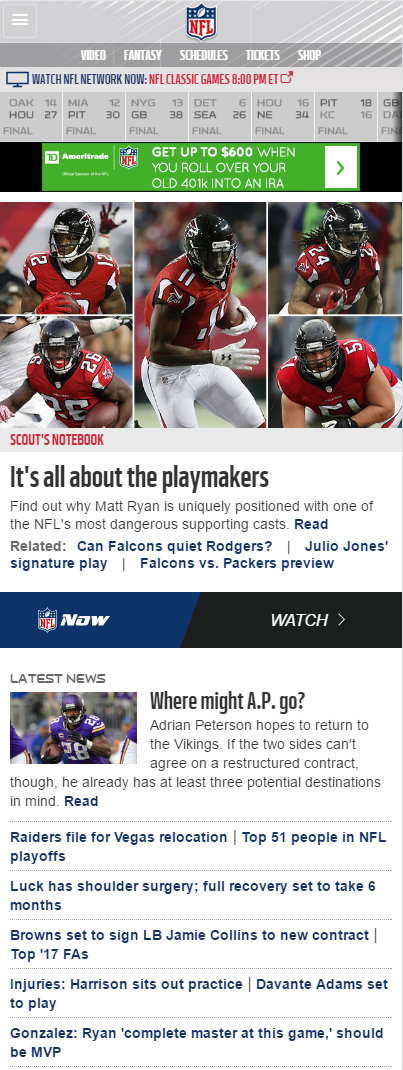 NFL
VIDEO FANTASY SCHEDULES TICKETS SHOP
WATCH NFL NETWORK NOW: NFL CLASSIC GAMES 8:00 PM ET
OAK 14 MIA 12 NYG 13 DET 6 HOU 16 PIT 18 GB
HOU 27 PIT 30 GB 38 SEA 26 NE 34 KC 16 DA
FINAL FINAL FINAL FINAL FINAL FINAL FINAL
TD Ameritrade NFL GET UP TO $600 WHEN
YOU ROLL OVER YOUR
Official Sponsor of the NFL
OLD 401k INTO AN IRA
12 12 11 24
26 26 51
SCOUT'S NOTEBOOK
It's all about the playmakers
Find out why Matt Ryan is uniquely positioned with one of
the NFL's most dangerous supporting casts. Read
Related: Can Falcons quiet Rodgers? | Julio Jones'
signature play | Falcons vs. Packers preview
NFL NOW WATCH
LATEST NEWS
28
Where might A.P. go?
Adrian Peterson hopes to return to
the Vikings. If the two sides can't
agree on a restructured contract,
though, he already has at least three potential destinations
in mind. Read
Raiders file for Vegas relocation | Top 51 people in NFL
playoffs
Luck has shoulder surgery; full recovery set to take 6
months
Browns set to sign LB Jamie Collins to new contract |
Top '17 FAs
Injuries: Harrison sits out practice | Davante Adams set
to play
Gonzalez: Ryan 'complete master at this game,' should
be MVP